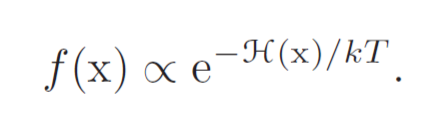 f(x) ∝ e^{−ℋ(x)/kT}.